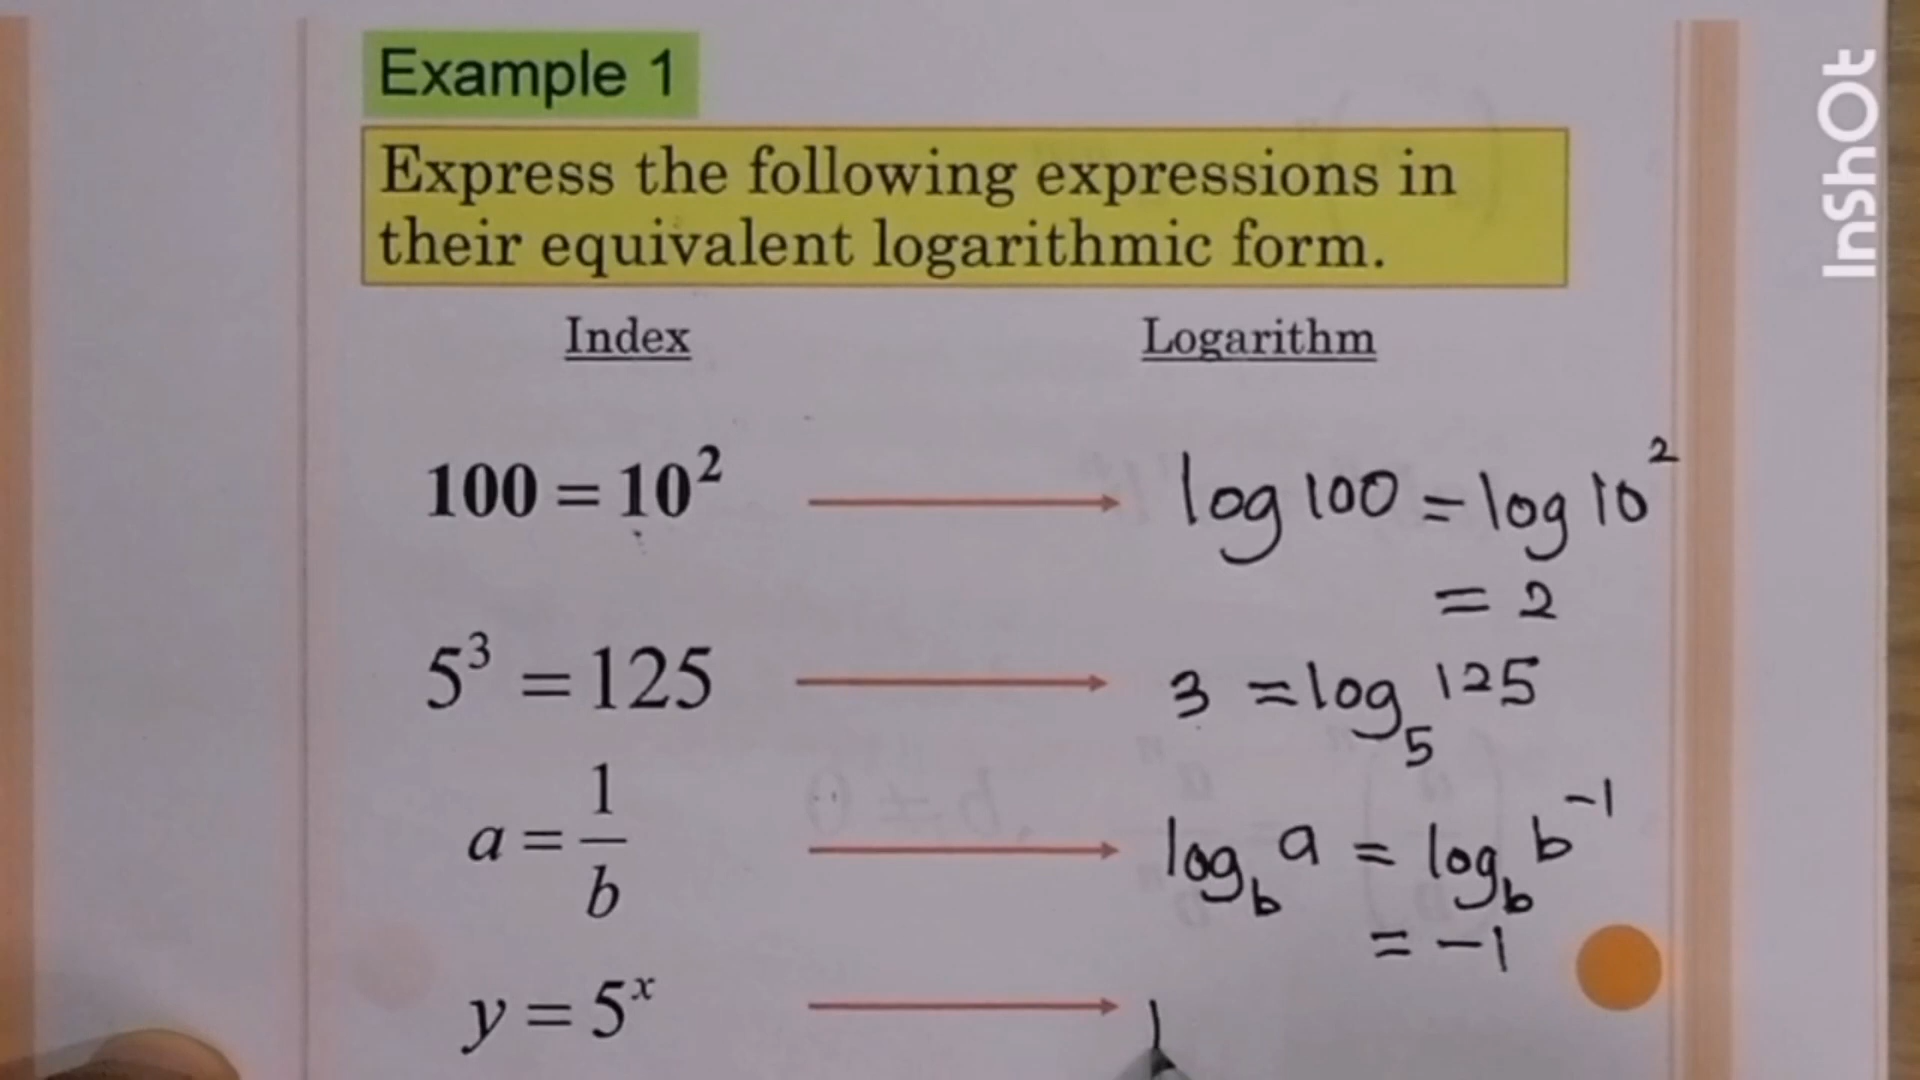 Example 1
Express the following expressions in
their equivalent logarithmic form.
Index Logarithm
100 = 10² log 100 = log 10²
= 2
5³ = 125 3 = log₅ 125
a = 1/b log_b a = log_b b⁻¹
= -1
y = 5ˣ l
InShOt